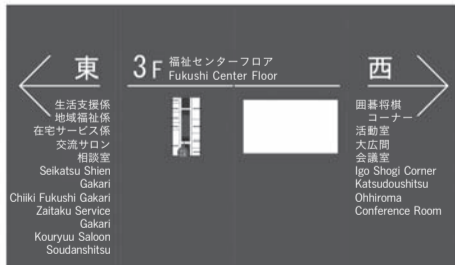 東
生活支援係
地域福祉係
在宅サービス係
交流サロン
相談室
Seikatsu Shien
Gakari
Chiiki Fukushi Gakari
Zaitaku Service
Gakari
Kouryuu Saloon
Soudanshitsu
3F 福祉センターフロア
Fukushi Center Floor
西
囲碁将棋
コーナー
活動室
大広間
会議室
Igo Shogi Corner
Katsudoushitsu
Ohhiroma
Conference Room